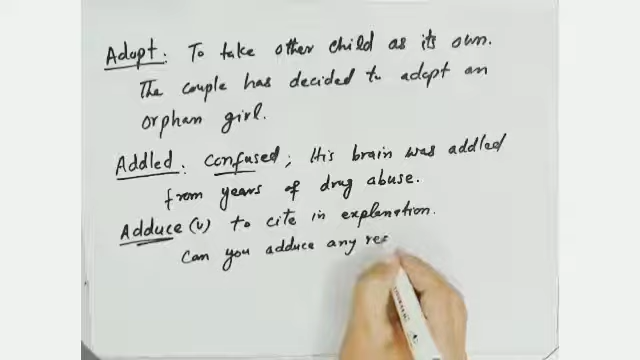 Adopt: To take other child as its own.
The couple has decided to adopt an
orphan girl.
Addled: Confused; His brain was addled
from years of drug abuse.
Adduce (v) to cite in explanation.
Can you adduce any res